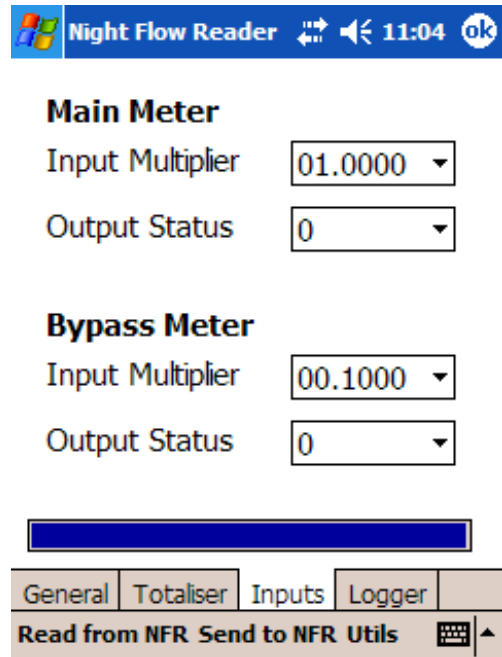 Night Flow Reader 11:04 ok
Main Meter
Input Multiplier 01.0000
Output Status 0
Bypass Meter
Input Multiplier 00.1000
Output Status 0
General Totaliser Inputs Logger
Read from NFR Send to NFR Utils